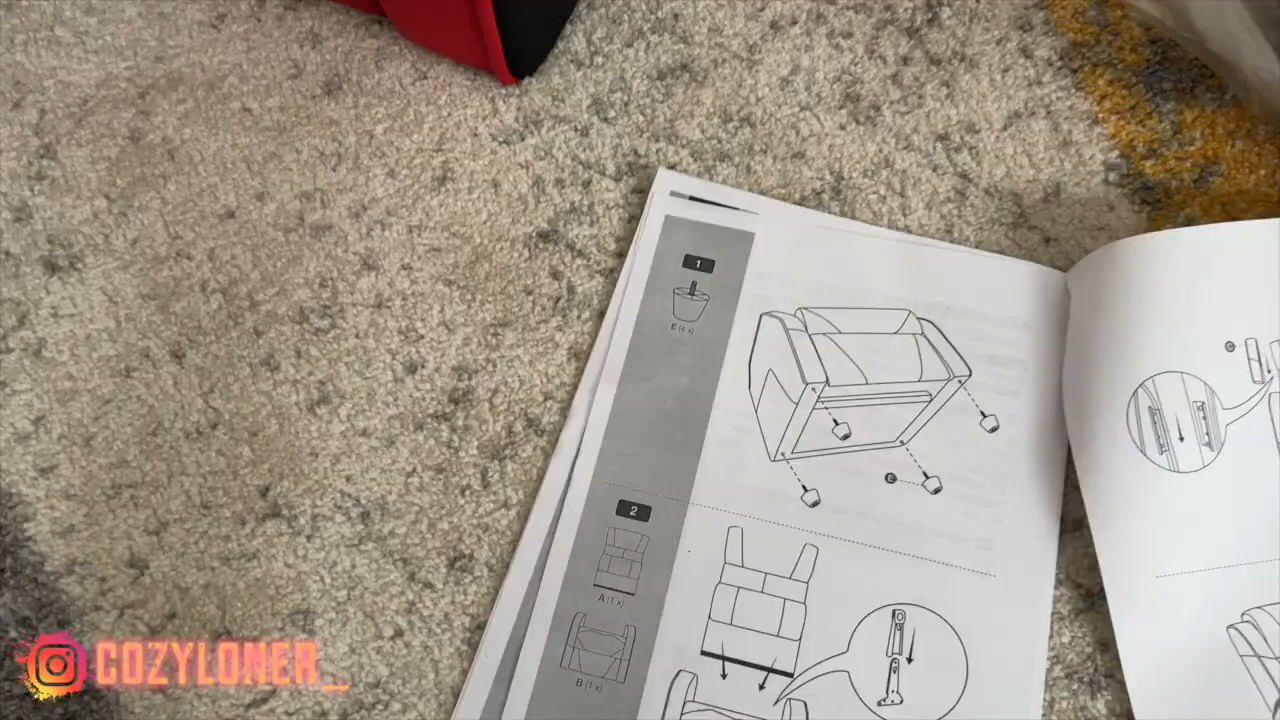 1
E (4 x)
E
2
A (1 x)
B (1 x)
C
COZYLONER_